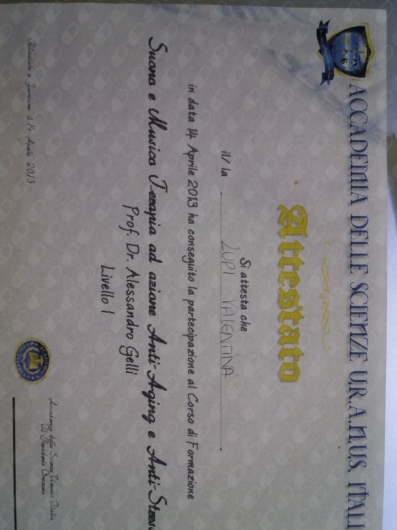 ACCADEMIA DELLE SCIENZE U.R.A.M.U.S. ITALI
Attestato
Si attesta che
il/ la LUPI VALENTINA
in data 14 Aprile 2013 ha conseguito la partecipazione al Corso di Formazione
Suono e Musica Terapia ad azione Anti-Aging e Anti-Stress
Prof. Dr. Alessandro Gelli
Livello 1
2013